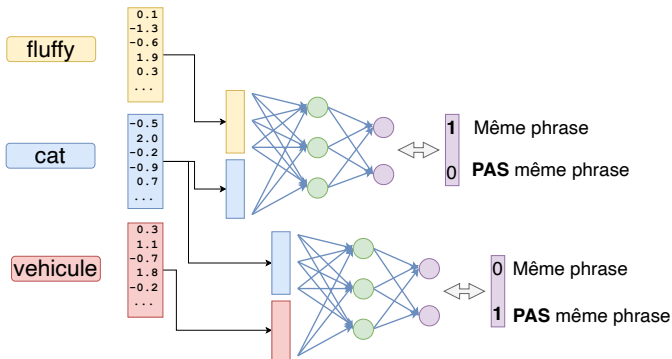 fluffy
0.1
-1.3
-0.6
1.9
0.3
...
cat
-0.5
2.0
-0.2
-0.9
0.7
...
vehicule
0.3
1.1
-0.7
1.8
-0.2
...
1 Même phrase
0 PAS même phrase
0 Même phrase
1 PAS même phrase